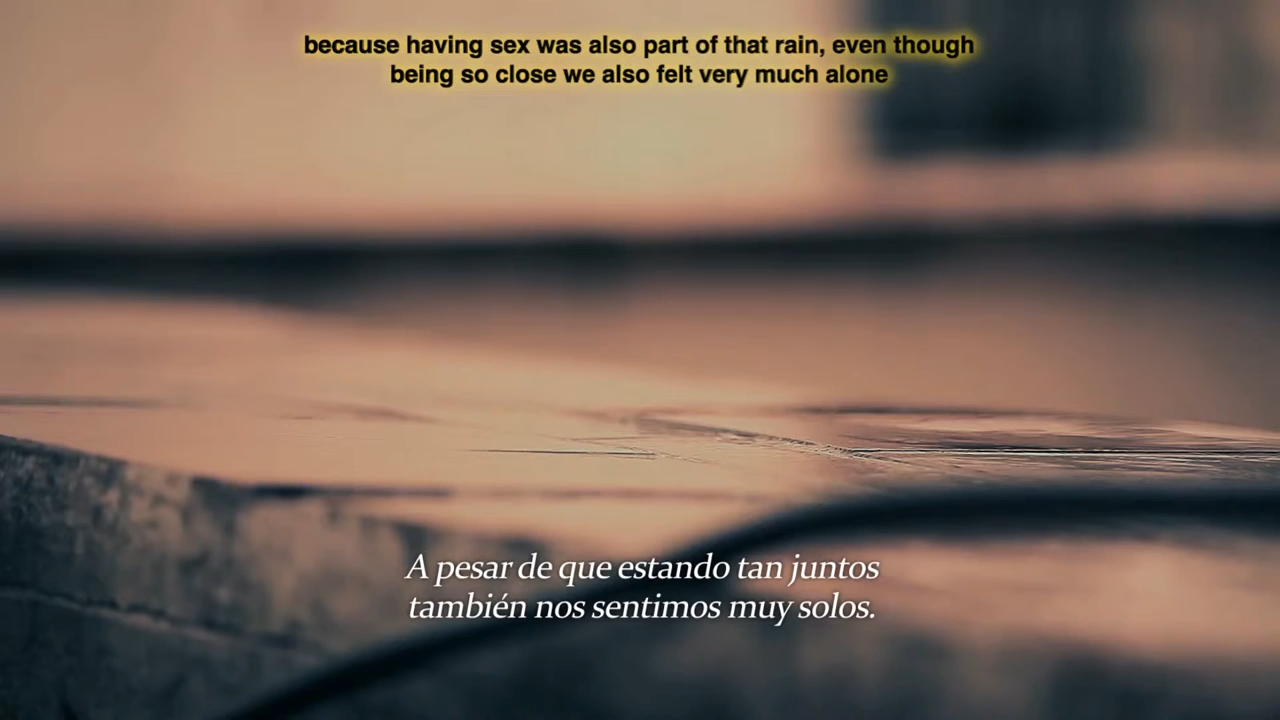 because having sex was also part of that rain, even though
being so close we also felt very much alone
A pesar de que estando tan juntos
también nos sentimos muy solos.